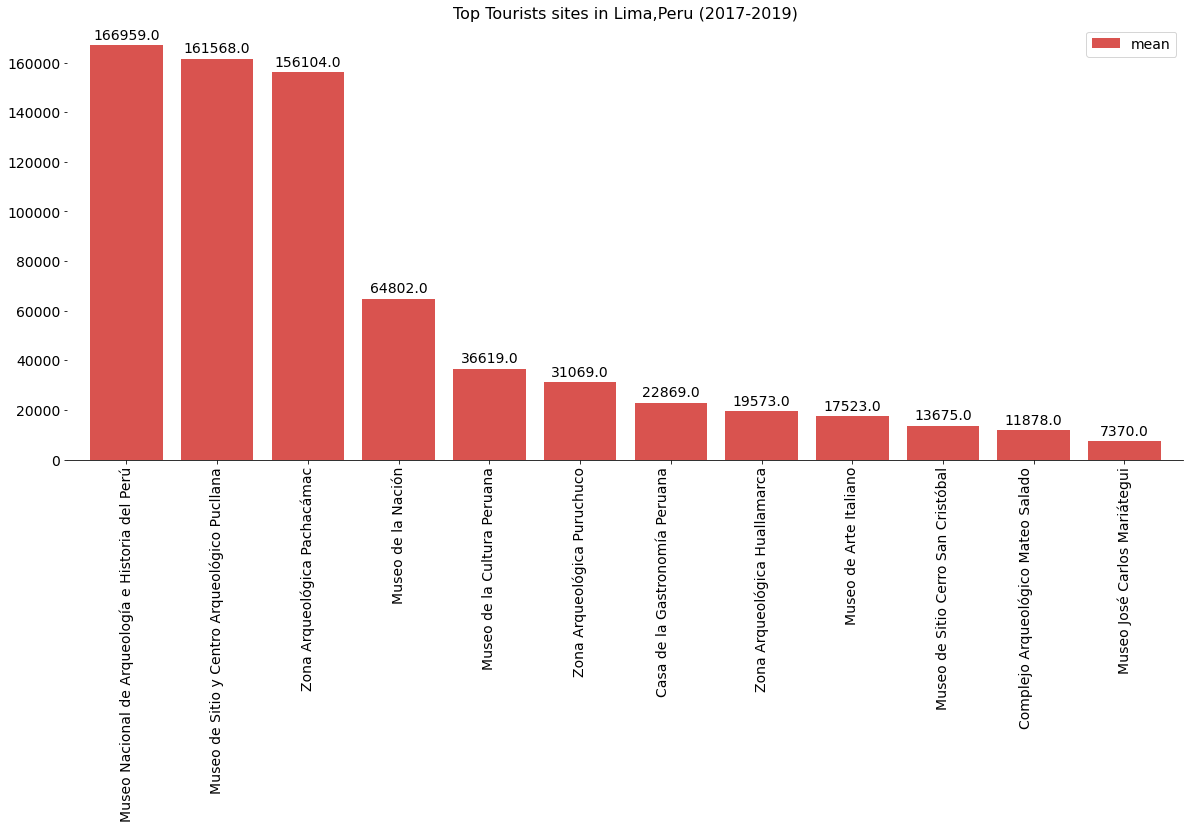 Top Tourists sites in Lima,Peru (2017-2019)
mean
166959.0
161568.0
156104.0
64802.0
36619.0
31069.0
22869.0
19573.0
17523.0
13675.0
11878.0
7370.0
160000
140000
120000
100000
80000
60000
40000
20000
0
Museo Nacional de Arqueología e Historia del Perú
Museo de Sitio y Centro Arqueológico Pucllana
Zona Arqueológica Pachacámac
Museo de la Nación
Museo de la Cultura Peruana
Zona Arqueológica Puruchuco
Casa de la Gastronomía Peruana
Zona Arqueológica Huallamarca
Museo de Arte Italiano
Museo de Sitio Cerro San Cristóbal
Complejo Arqueológico Mateo Salado
Museo José Carlos Mariátegui